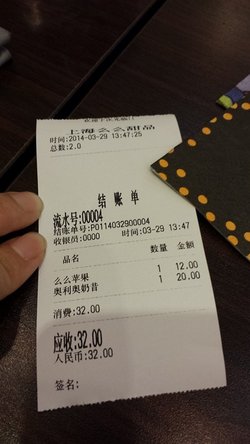 上海么么甜品
时间:2014-03-29 13:47:25
总数:2.0
结 账 单
流水号:00004
结账单号:P0114032900004
收银员:0000 时间:03-29 13:47
品名 数量 金额
么么苹果 1 12.00
奥利奥奶昔 1 20.00
消费:32.00
应收:32.00
人民币:32.00
签名: